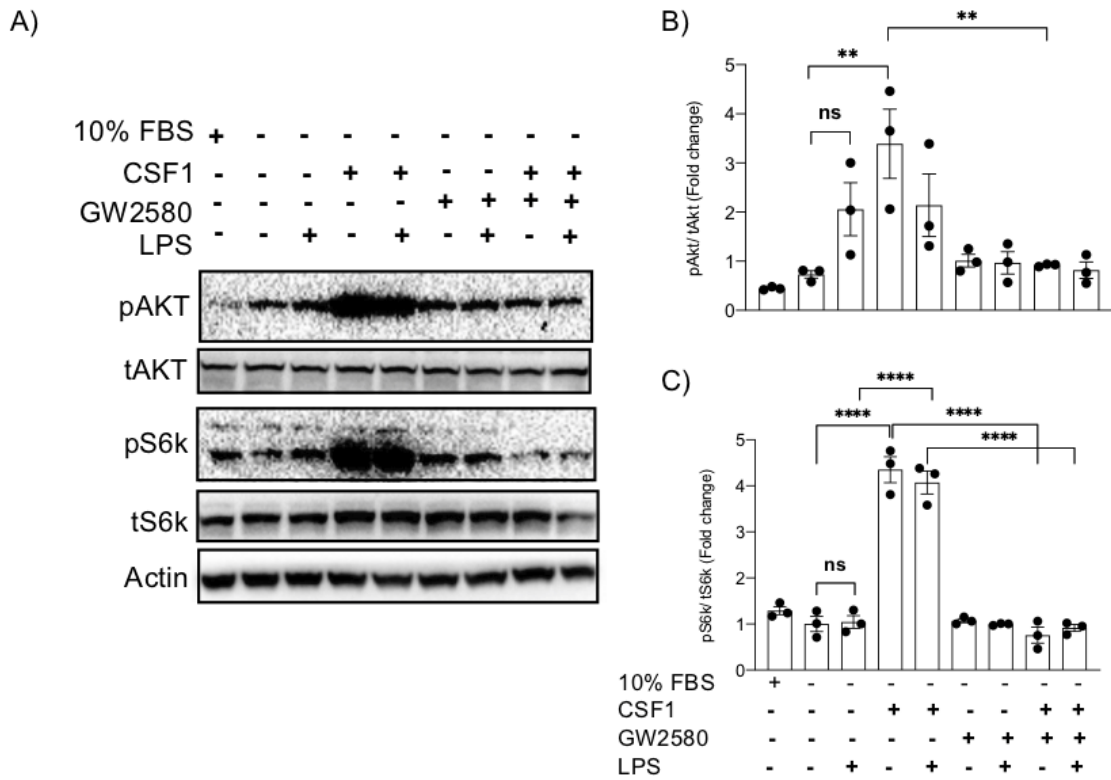 A)
10% FBS + - - - - - - - -
CSF1 - - - + + - - + +
GW2580 - - - - - + + + +
LPS - - + - + - + - +
pAKT
tAKT
pS6k
tS6k
Actin
B)
**
**
ns
pAkt/ tAkt (Fold change)
5
4
3
2
1
0
C)
****
****
****
****
ns
pS6k/ tS6k (Fold change)
5
4
3
2
1
0
10% FBS + - - - - - - - -
CSF1 - - - + + - - + +
GW2580 - - - - - + + + +
LPS - - + - + - + - +